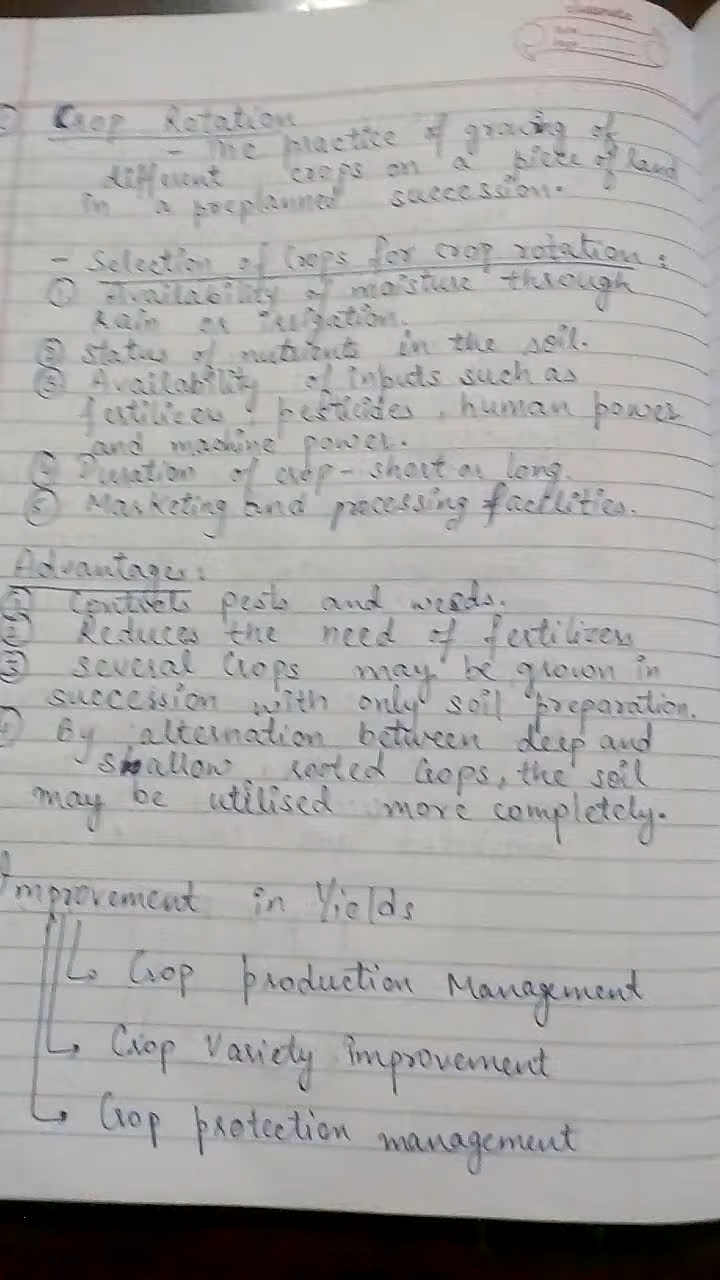 Crop Rotation
- The practice of growing of
different crops on a piece of land
in a preplanned succession.
- Selection of Crops for crop rotation :
① Availability of moisture through
Rain or irrigation.
② Status of nutrients in the soil.
③ Availability of inputs such as
fertilizer, pesticides, human power
and machine power.
④ Duration of crop - short or long.
⑤ Marketing and processing facilities.
Advantages:
① Controls pests and weeds.
② Reduces the need of fertilizers
③ Several Crops may be grown in
succession with only soil preparation.
④ By alternation between deep and
shallow rooted Crops, the soil
may be utilised more completely.
Improvement in Yields
↳ Crop production Management
↳ Crop Variety improvement
↳ Crop protection management